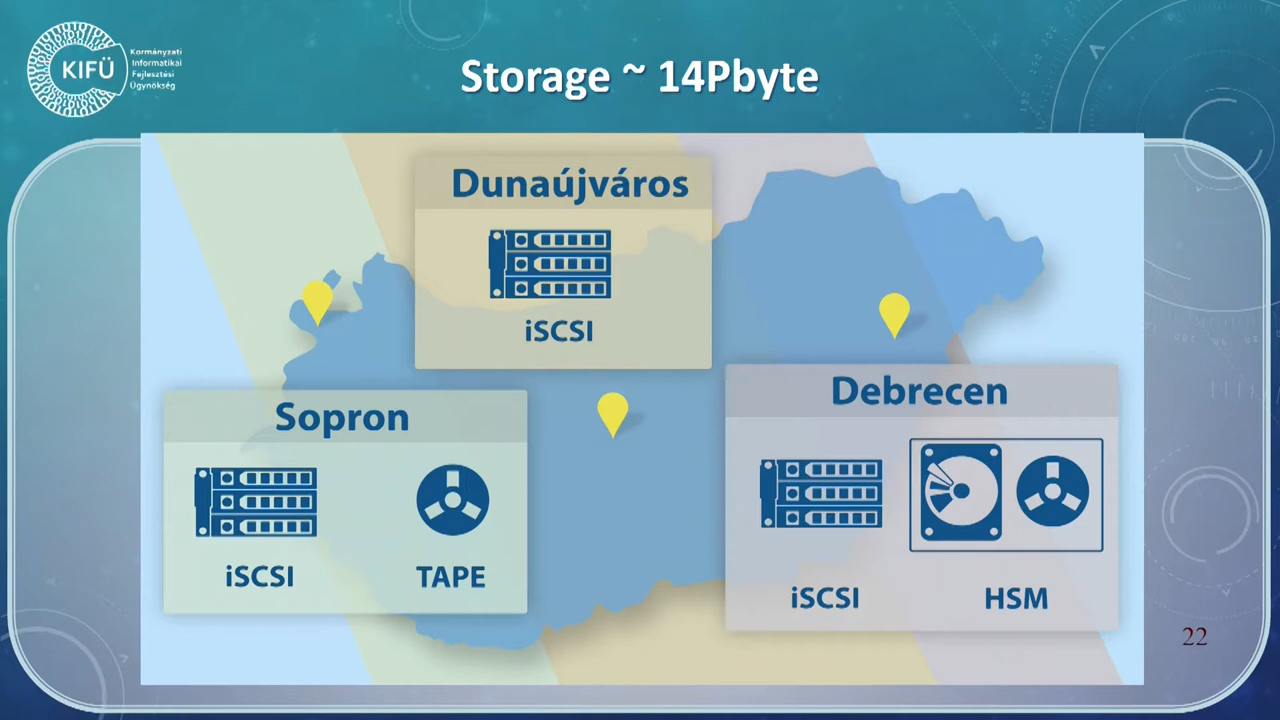 KIFÜ
Kormányzati
Informatikai
Fejlesztési
Ügynökség
Storage ~ 14Pbyte
Dunaújváros
iSCSI
Sopron
iSCSI
TAPE
Debrecen
iSCSI
HSM
22